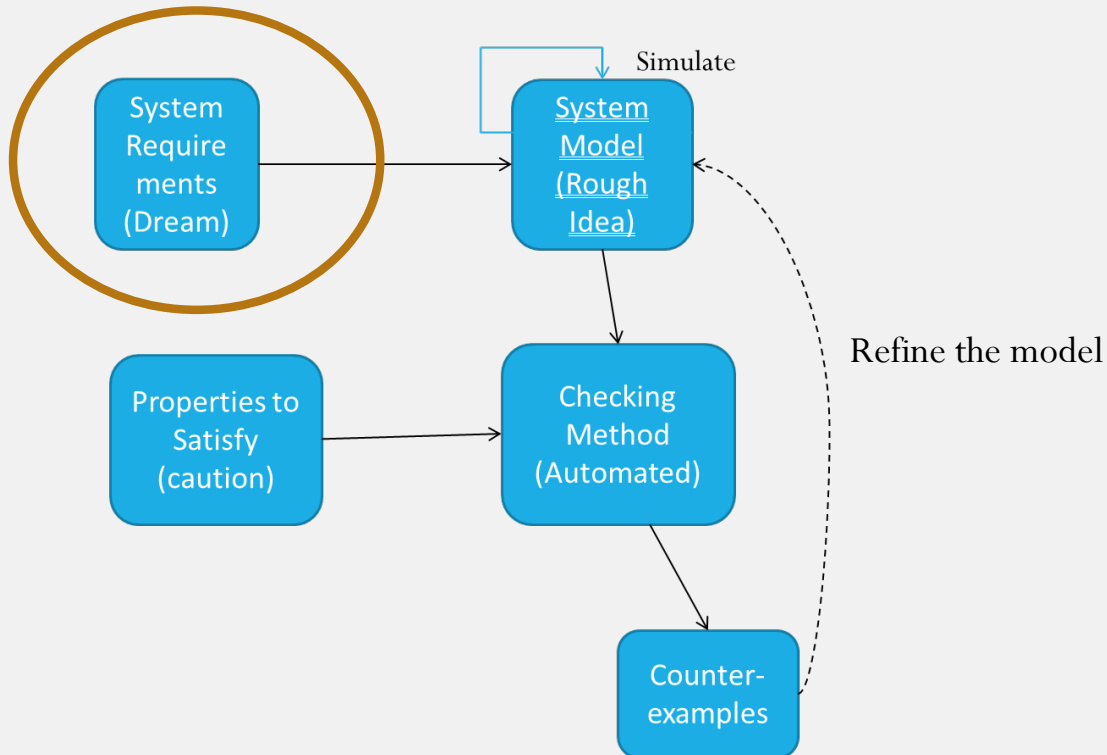 Simulate
System
Require
ments
(Dream)
System
Model
(Rough
Idea)
Properties to
Satisfy
(caution)
Checking
Method
(Automated)
Refine the model
Counter-
examples